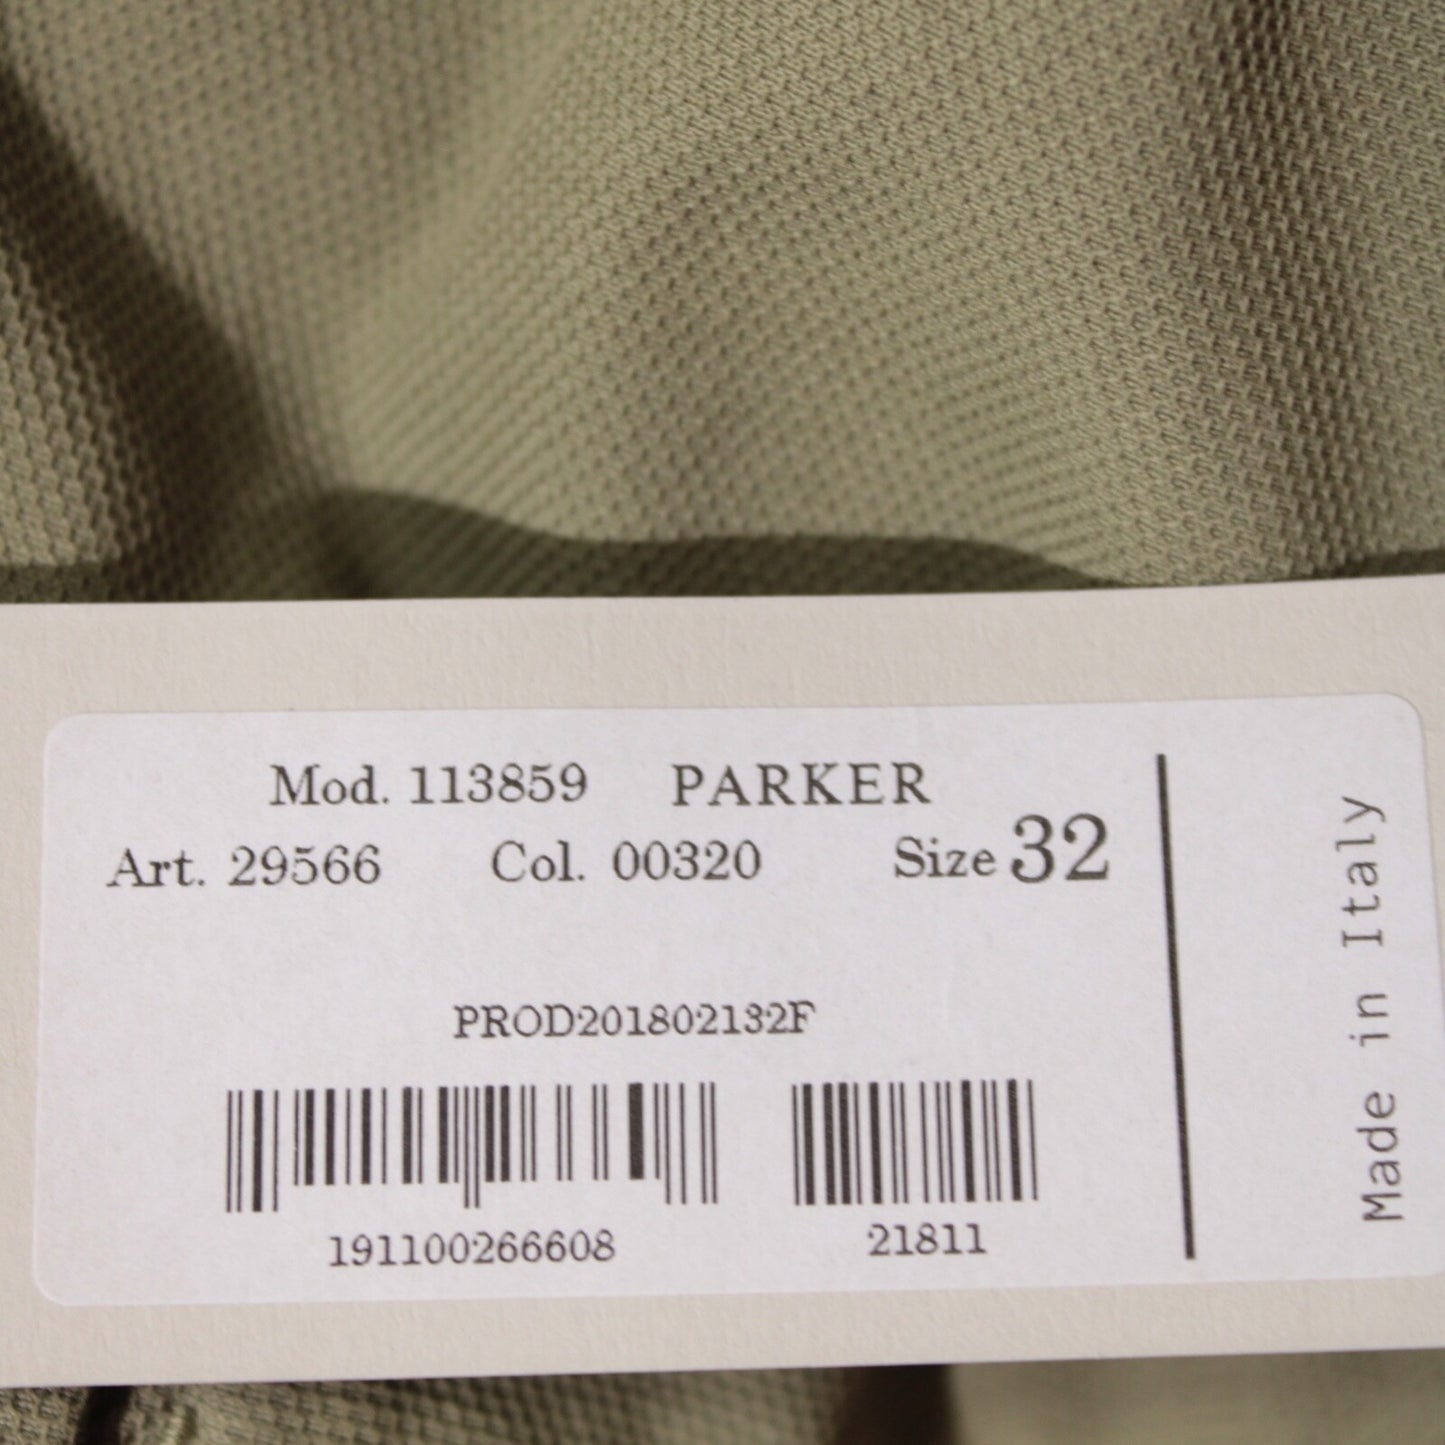 Mod. 113859 PARKER
Art. 29566 Col. 00320 Size 32
PROD201802132F
191100266608 21811
Made in Italy